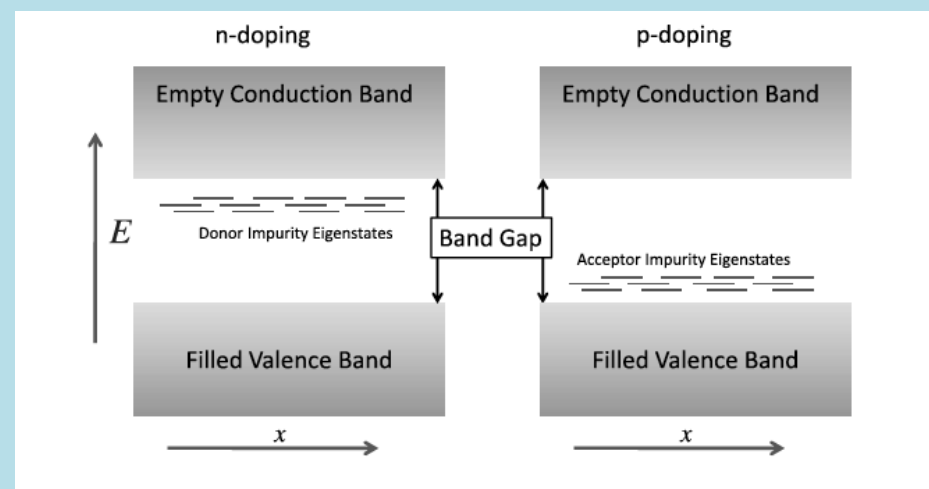 n-doping
p-doping
Empty Conduction Band
Empty Conduction Band
E
Donor Impurity Eigenstates
Band Gap
Acceptor Impurity Eigenstates
Filled Valence Band
Filled Valence Band
x
x